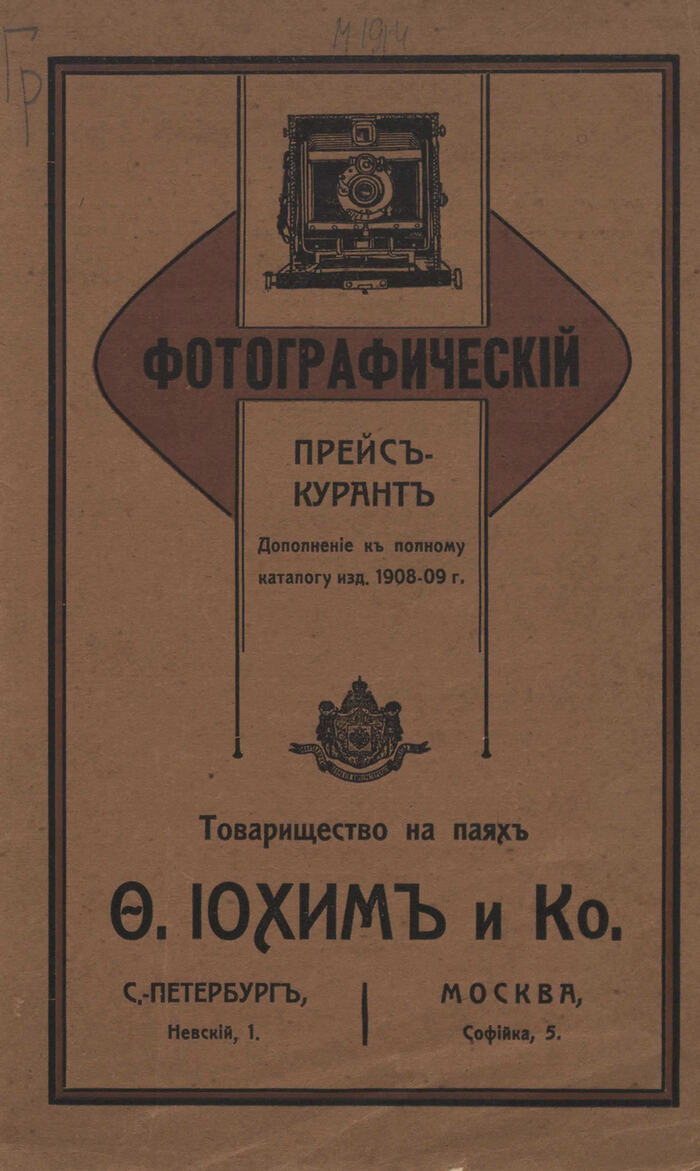 Гр
М-1914
ФОТОГРАФИЧЕСКІЙ
ПРЕЙСЪ-
КУРАНТЪ
Дополненіе къ полному
каталогу изд. 1908-09 г.
Товарищество на паяхъ
Ѳ. ІОХИМЪ и Ко.
С.-ПЕТЕРБУРГЪ,
Невскій, 1.
МОСКВА,
Софійка, 5.